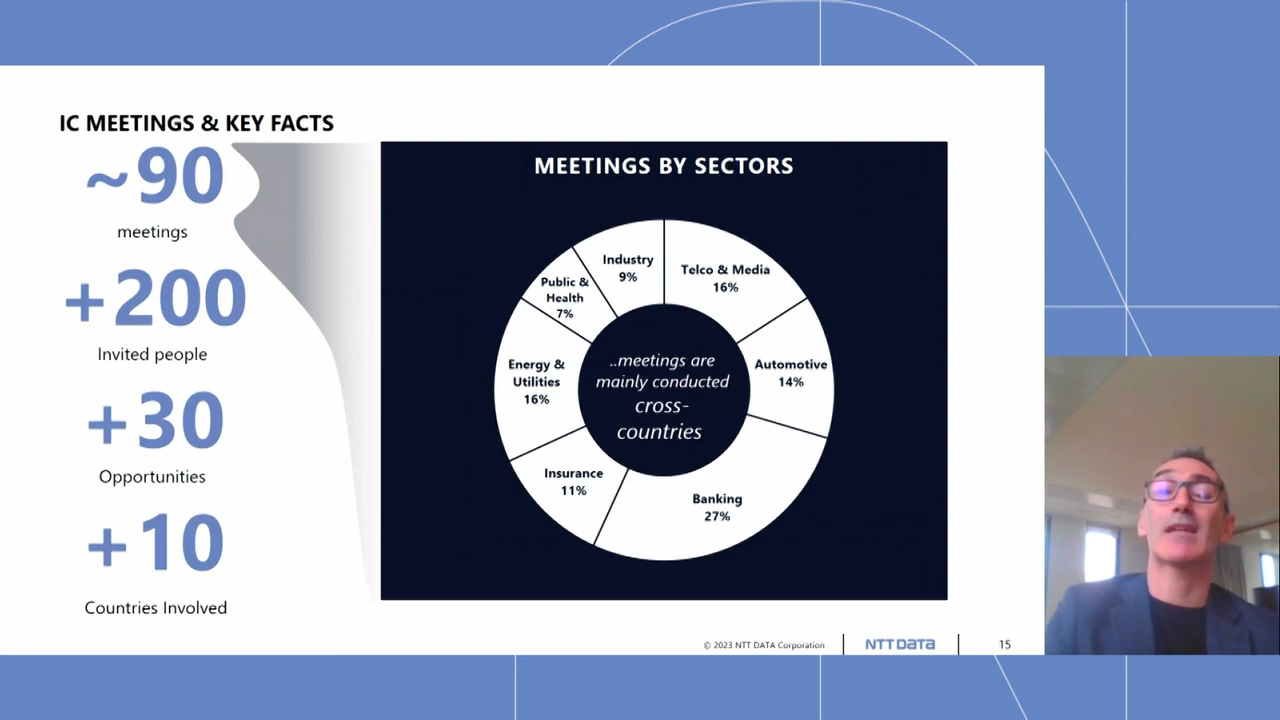 IC MEETINGS & KEY FACTS
~90
meetings
+200
Invited people
+30
Opportunities
+10
Countries Involved
MEETINGS BY SECTORS
Industry
9%
Telco & Media
16%
Public &
Health
7%
Automotive
14%
Energy &
Utilities
16%
..meetings are
mainly conducted
cross-
countries
Insurance
11%
Banking
27%
© 2023 NTT DATA Corporation
NTT DATA
15